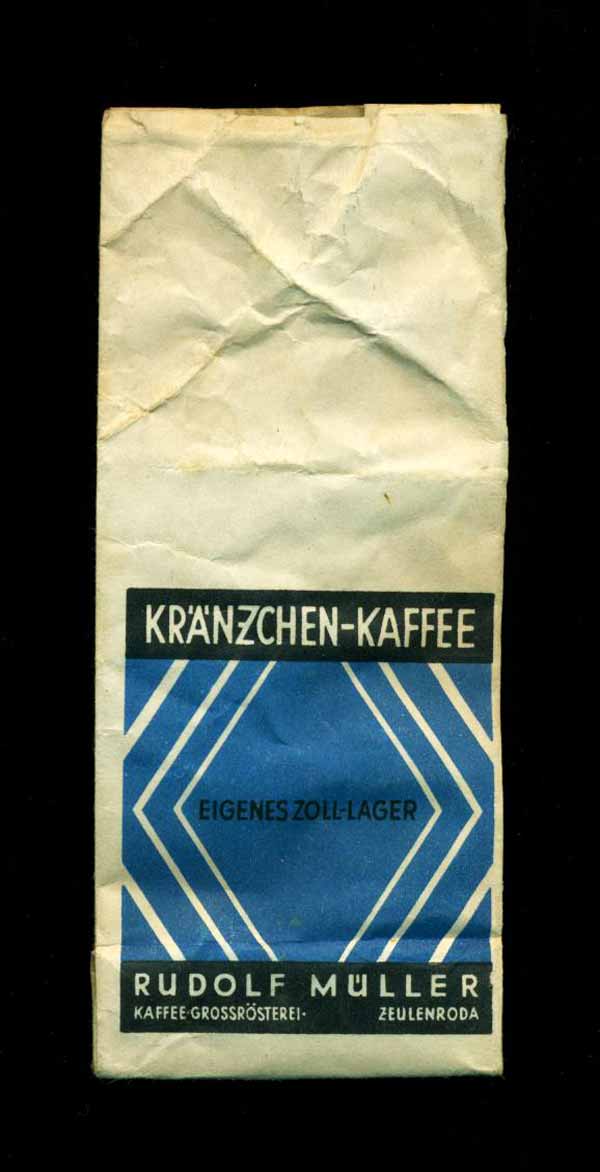 KRÄNZCHEN-KAFFEE
EIGENES ZOLL-LAGER
RUDOLF MÜLLER
KAFFEE-GROSSRÖSTEREI· ZEULENRODA